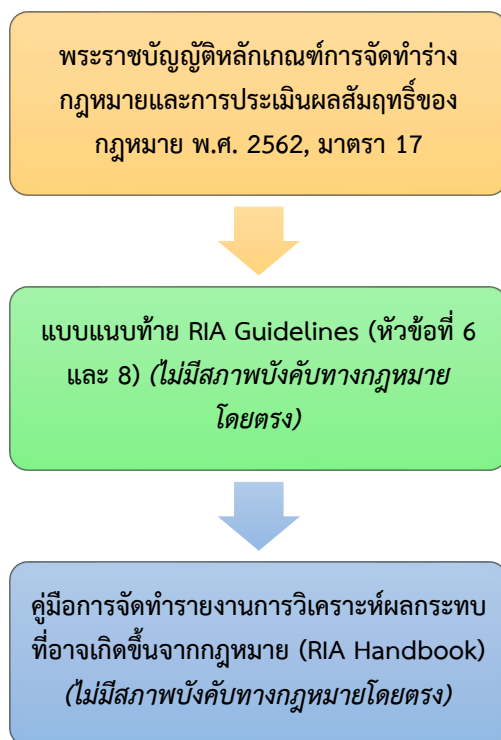 พระราชบัญญัติหลักเกณฑ์การจัดทำร่าง
กฎหมายและการประเมินผลสัมฤทธิ์ของ
กฎหมาย พ.ศ. 2562, มาตรา 17
แบบแนบท้าย RIA Guidelines (หัวข้อที่ 6
และ 8) (ไม่มีสภาพบังคับทางกฎหมาย
โดยตรง)
คู่มือการจัดทำรายงานการวิเคราะห์ผลกระทบ
ที่อาจเกิดขึ้นจากกฎหมาย (RIA Handbook)
(ไม่มีสภาพบังคับทางกฎหมายโดยตรง)